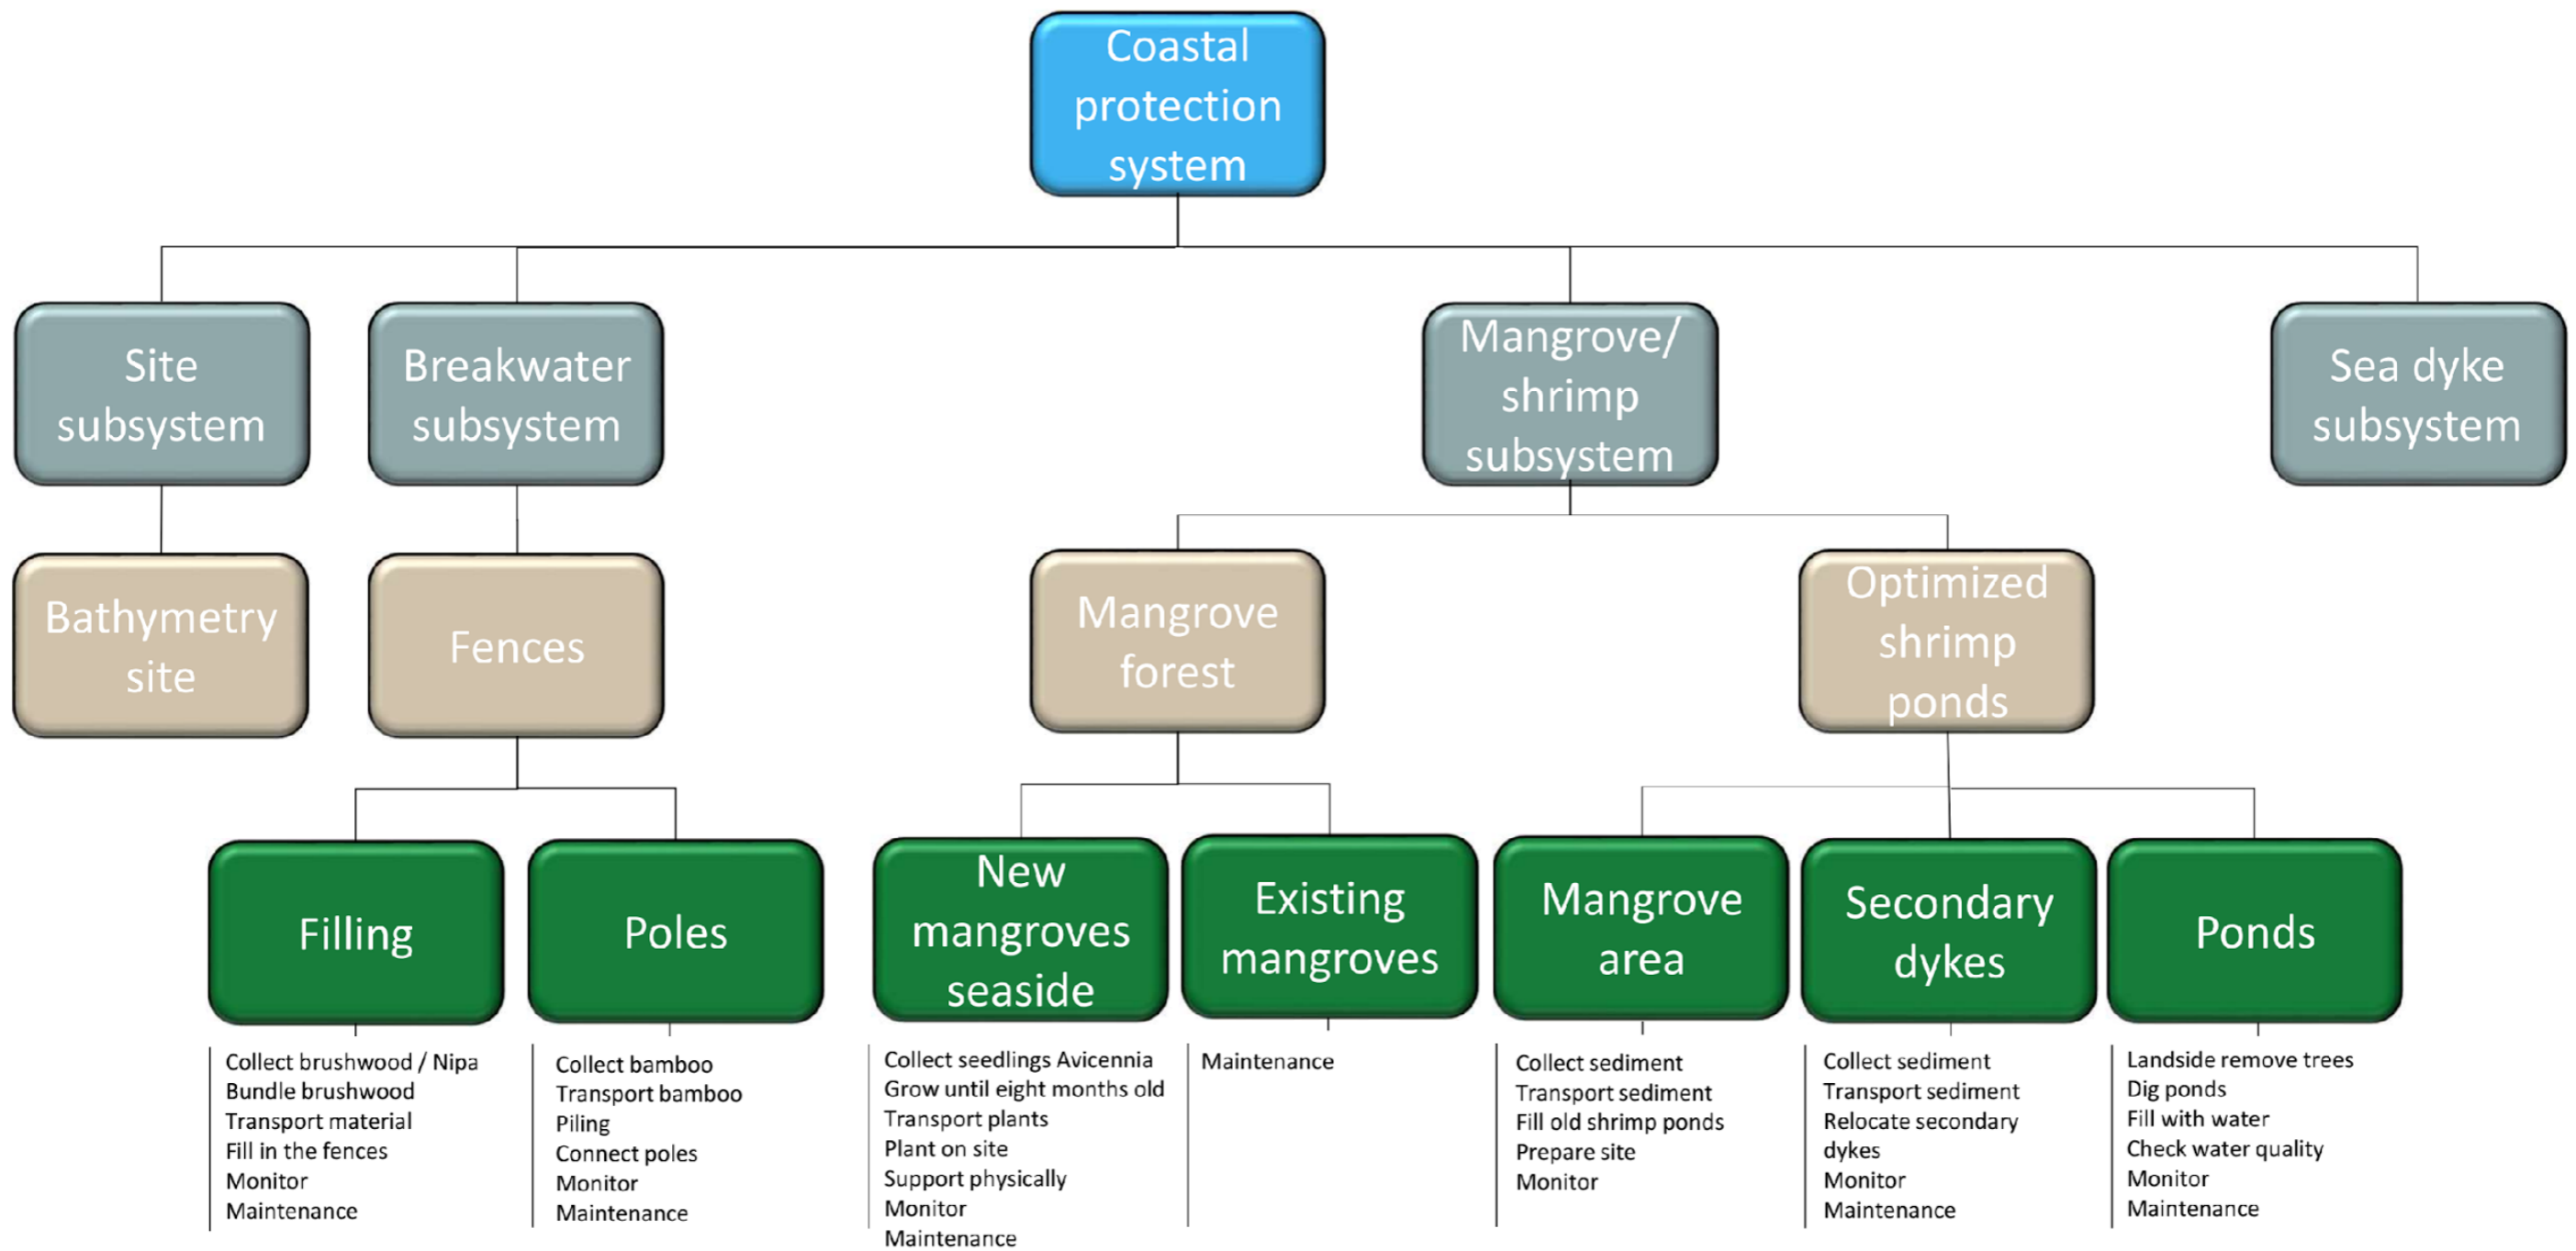 Coastal
protection
system
Site
subsystem
Breakwater
subsystem
Mangrove/
shrimp
subsystem
Sea dyke
subsystem
Bathymetry
site
Fences
Mangrove
forest
Optimized
shrimp
ponds
Filling
Poles
New
mangroves
seaside
Existing
mangroves
Mangrove
area
Secondary
dykes
Ponds
Collect brushwood / Nipa
Bundle brushwood
Transport material
Fill in the fences
Monitor
Maintenance
Collect bamboo
Transport bamboo
Piling
Connect poles
Monitor
Maintenance
Collect seedlings Avicennia
Grow until eight months old
Transport plants
Plant on site
Support physically
Monitor
Maintenance
Maintenance
Collect sediment
Transport sediment
Fill old shrimp ponds
Prepare site
Monitor
Collect sediment
Transport sediment
Relocate secondary
dykes
Monitor
Maintenance
Landside remove trees
Dig ponds
Fill with water
Check water quality
Monitor
Maintenance